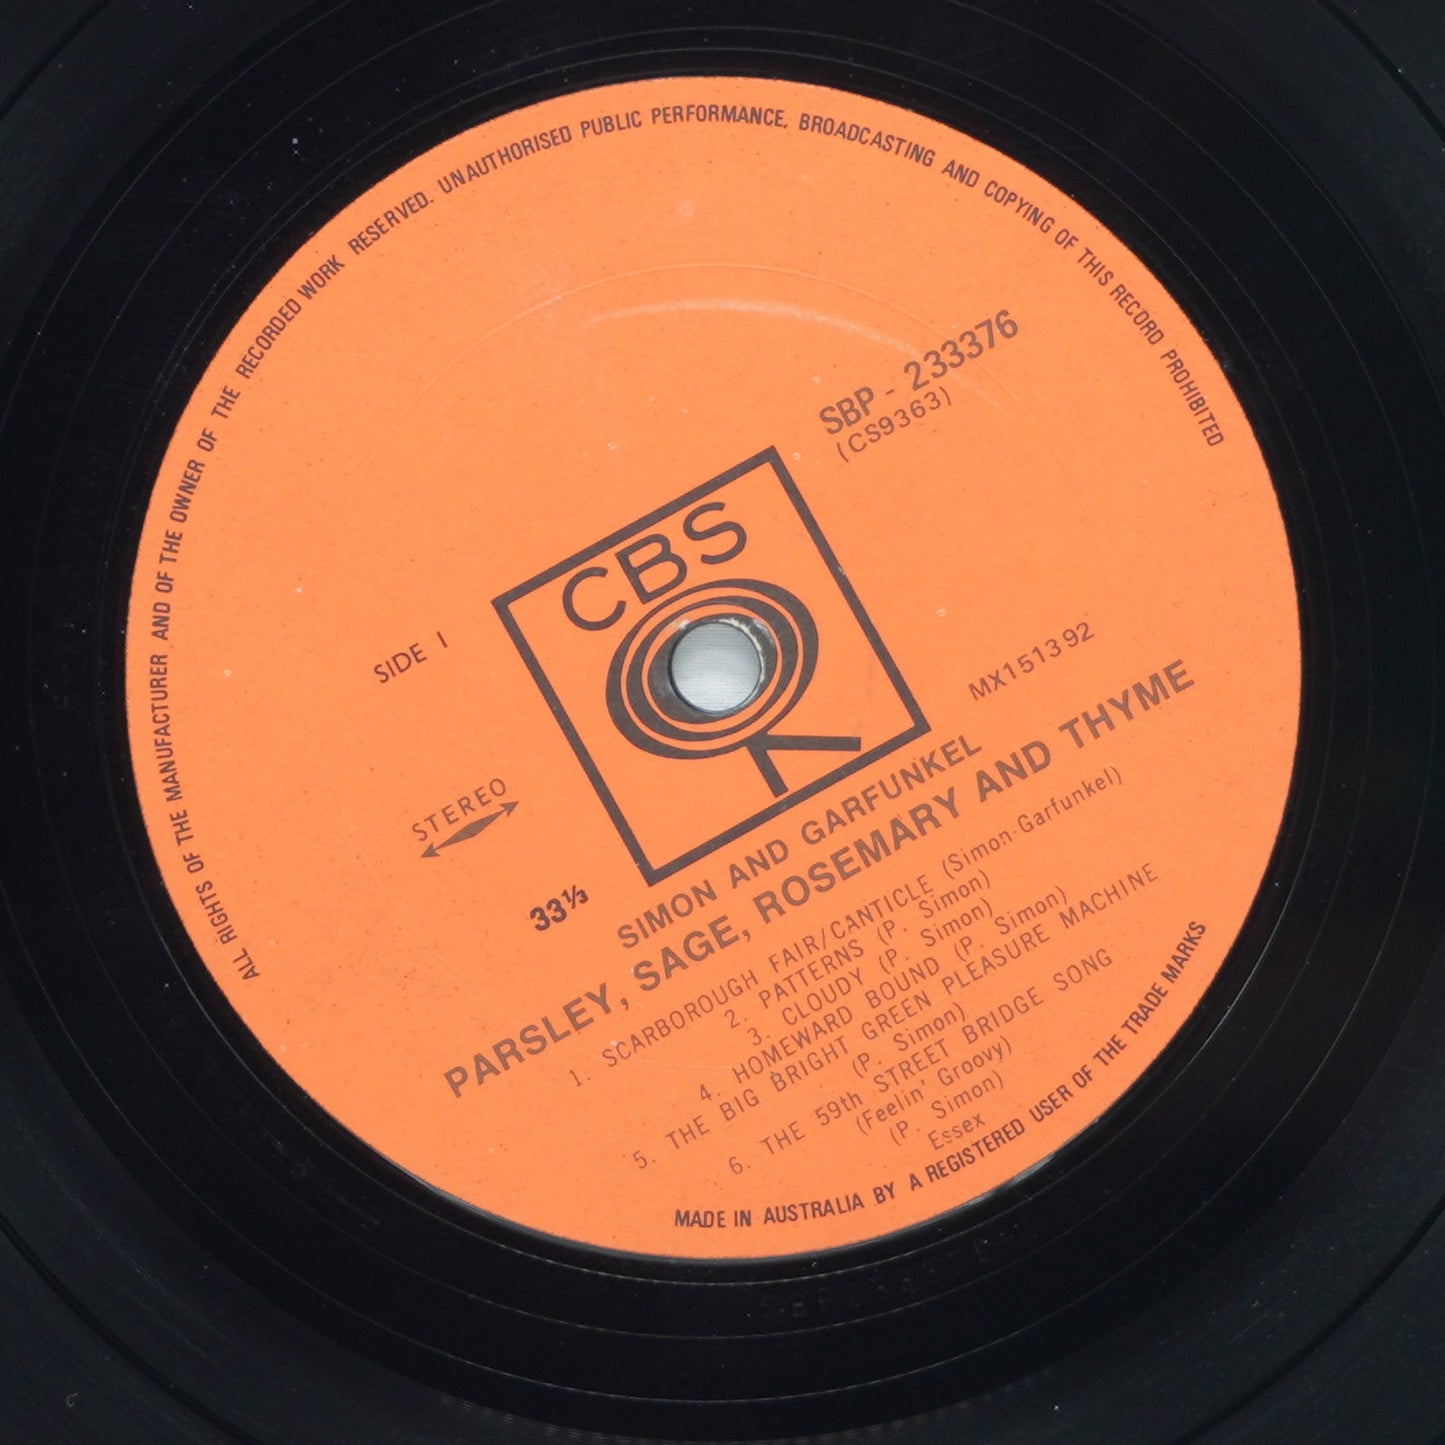 ALL RIGHTS OF THE MANUFACTURER AND OF THE OWNER OF THE RECORDED WORK RESERVED. UNAUTHORISED PUBLIC PERFORMANCE, BROADCASTING AND COPYING OF THIS RECORD PROHIBITED
SBP - 233376
(CS9363)
CBS
SIDE 1
MX151392
STEREO
33⅓
SIMON AND GARFUNKEL
PARSLEY, SAGE, ROSEMARY AND THYME
1. SCARBOROUGH FAIR/CANTICLE (Simon-Garfunkel)
2. PATTERNS (P. Simon)
3. CLOUDY (P. Simon)
4. HOMEWARD BOUND (P. Simon)
5. THE BIG BRIGHT GREEN PLEASURE MACHINE
(P. Simon)
6. THE 59th STREET BRIDGE SONG
(Feelin' Groovy)
(P. Simon)
Essex
MADE IN AUSTRALIA BY A REGISTERED USER OF THE TRADE MARKS